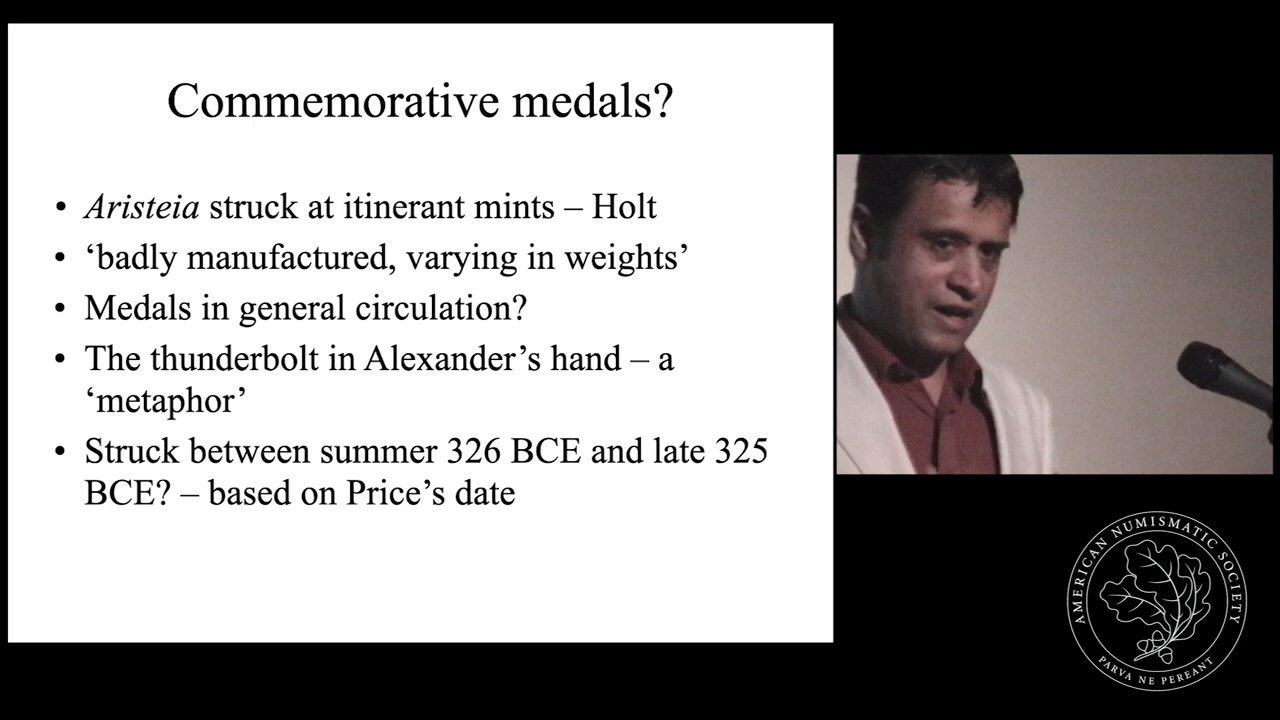 Commemorative medals?
• Aristeia struck at itinerant mints – Holt
• ‘badly manufactured, varying in weights’
• Medals in general circulation?
• The thunderbolt in Alexander’s hand – a
‘metaphor’
• Struck between summer 326 BCE and late 325
BCE? – based on Price’s date
AMERICAN NUMISMATIC SOCIETY
PARVA NE PEREANT